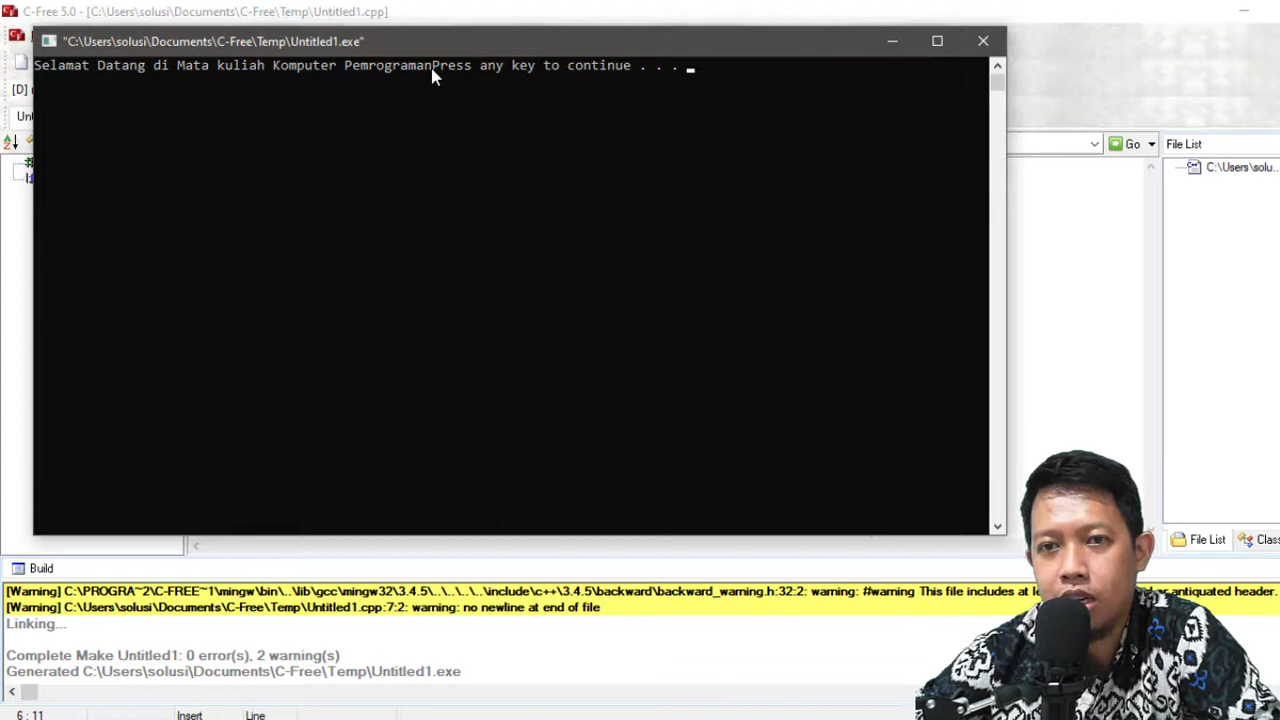 C-Free 5.0 - [C:\Users\solusi\Documents\C-Free\Temp\Untitled1.cpp]
"C:\Users\solusi\Documents\C-Free\Temp\Untitled1.exe"
Selamat Datang di Mata kuliah Komputer PemrogramanPress any key to continue . . .
[D]
Go
File List
C:\Users\solu...
File List
Class
Build
[Warning] C:\PROGRA~2\C-FREE~1\mingw\bin\..\lib\gcc\mingw32\3.4.5\..\..\..\..\include\c++\3.4.5\backward\backward_warning.h:32:2: warning: #warning This file includes at antiquated header.
[Warning] C:\Users\solusi\Documents\C-Free\Temp\Untitled1.cpp:7:2: warning: no newline at end of file
Linking...
Complete Make Untitled1: 0 error(s), 2 warning(s)
Generated C:\Users\solusi\Documents\C-Free\Temp\Untitled1.exe
6 : 11
Insert
Line